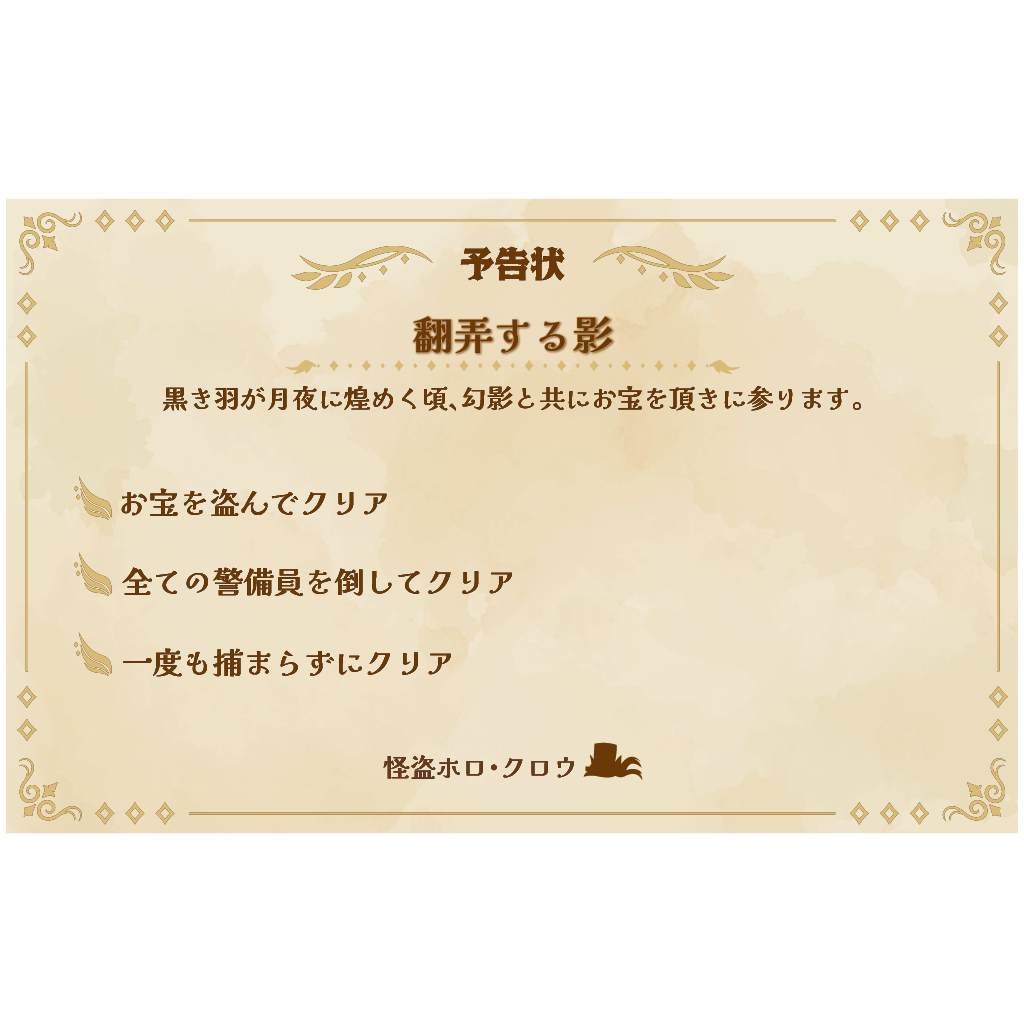 予告状
翻弄する影
黒き羽が月夜に煌めく頃、幻影と共にお宝を頂きに参ります。
お宝を盗んでクリア
全ての警備員を倒してクリア
一度も捕まらずにクリア
怪盗ホロ・クロウ